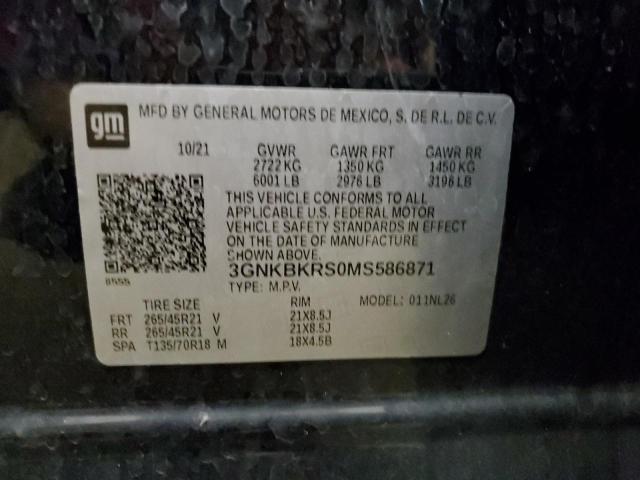 gm
MFD BY GENERAL MOTORS DE MEXICO, S. DE R.L. DE C.V.
10/21 GVWR GAWR FRT GAWR RR
2722 KG 1350 KG 1450 KG
6001 LB 2976 LB 3196 LB
THIS VEHICLE CONFORMS TO ALL
APPLICABLE U.S. FEDERAL MOTOR
VEHICLE SAFETY STANDARDS IN EFFECT
ON THE DATE OF MANUFACTURE
SHOWN ABOVE.
8555 3GNKBKRS0MS586871
TYPE: M.P.V.
TIRE SIZE RIM MODEL: 011NL26
FRT 265/45R21 V 21X8.5J
RR 265/45R21 V 21X8.5J
SPA T135/70R18 M 18X4.5B